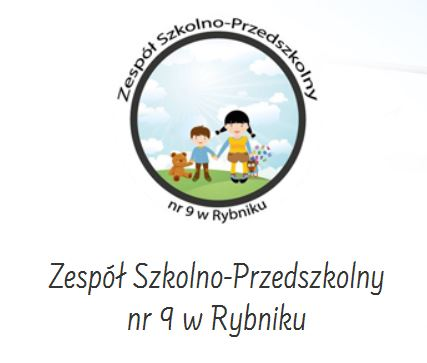 Zespół Szkolno-Przedszkolny
nr 9 w Rybniku
Zespół Szkolno-Przedszkolny
nr 9 w Rybniku